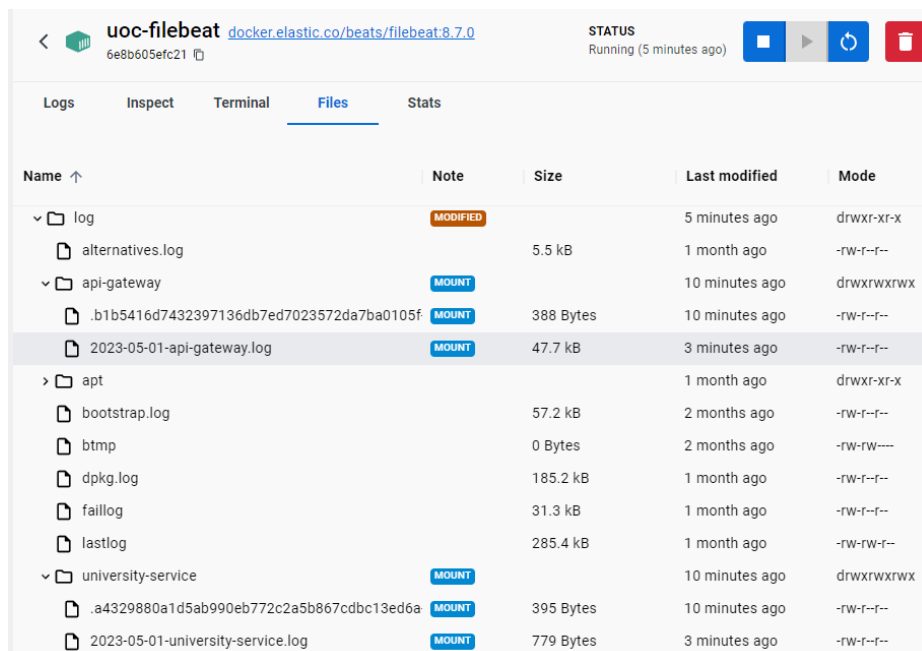 uoc-filebeat docker.elastic.co/beats/filebeat:8.7.0
6e8b605efc21
STATUS
Running (5 minutes ago)
Logs Inspect Terminal Files Stats
Name Note Size Last modified Mode
log MODIFIED 5 minutes ago drwxr-xr-x
alternatives.log 5.5 kB 1 month ago -rw-r--r--
api-gateway MOUNT 10 minutes ago drwxrwxrwx
.b1b5416d7432397136db7ed7023572da7ba0105f MOUNT 388 Bytes 10 minutes ago -rw-r--r--
2023-05-01-api-gateway.log MOUNT 47.7 kB 3 minutes ago -rw-r--r--
apt 1 month ago drwxr-xr-x
bootstrap.log 57.2 kB 2 months ago -rw-r--r--
btmp 0 Bytes 2 months ago -rw-rw----
dpkg.log 185.2 kB 1 month ago -rw-r--r--
faillog 31.3 kB 1 month ago -rw-r--r--
lastlog 285.4 kB 1 month ago -rw-rw-r--
university-service MOUNT 10 minutes ago drwxrwxrwx
.a4329880a1d5ab990eb772c2a5b867cdbc13ed6a MOUNT 395 Bytes 10 minutes ago -rw-r--r--
2023-05-01-university-service.log MOUNT 779 Bytes 3 minutes ago -rw-r--r--